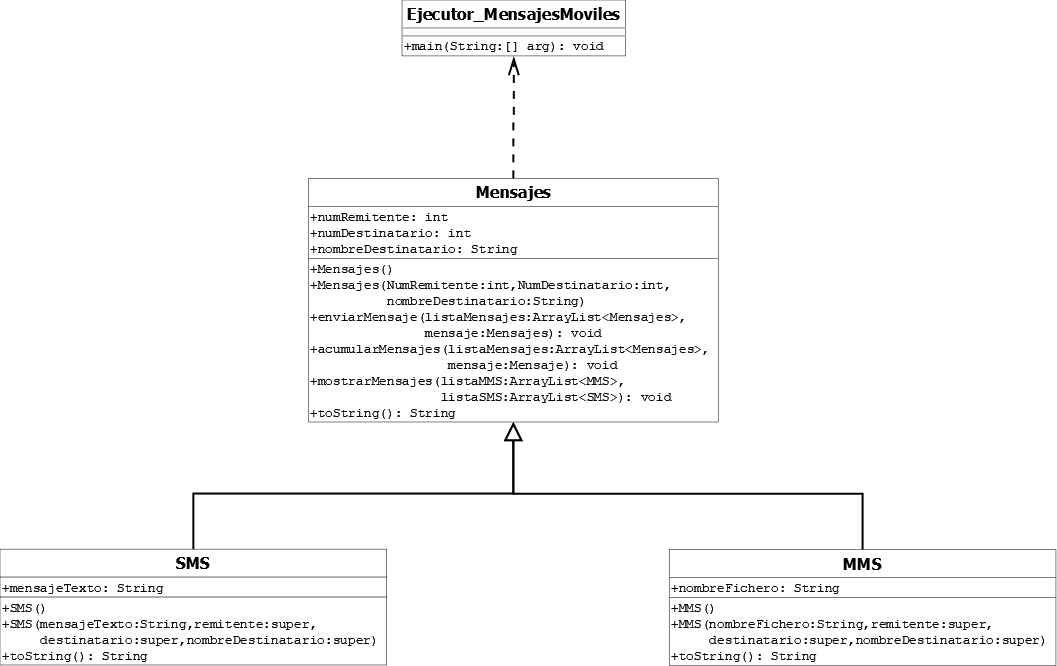 Ejecutor_MensajesMoviles
+main(String:[] arg): void
Mensajes
+numRemitente: int
+numDestinatario: int
+nombreDestinatario: String
+Mensajes()
+Mensajes(NumRemitente:int,NumDestinatario:int,
nombreDestinatario:String)
+enviarMensaje(listaMensajes:ArrayList<Mensajes>,
mensaje:Mensajes): void
+acumularMensajes(listaMensajes:ArrayList<Mensajes>,
mensaje:Mensaje): void
+mostrarMensajes(listaMMS:ArrayList<MMS>,
listaSMS:ArrayList<SMS>): void
+toString(): String
SMS
+mensajeTexto: String
+SMS()
+SMS(mensajeTexto:String,remitente:super,
destinatario:super,nombreDestinatario:super)
+toString(): String
MMS
+nombreFichero: String
+MMS()
+MMS(nombreFichero:String,remitente:super,
destinatario:super,nombreDestinatario:super)
+toString(): String